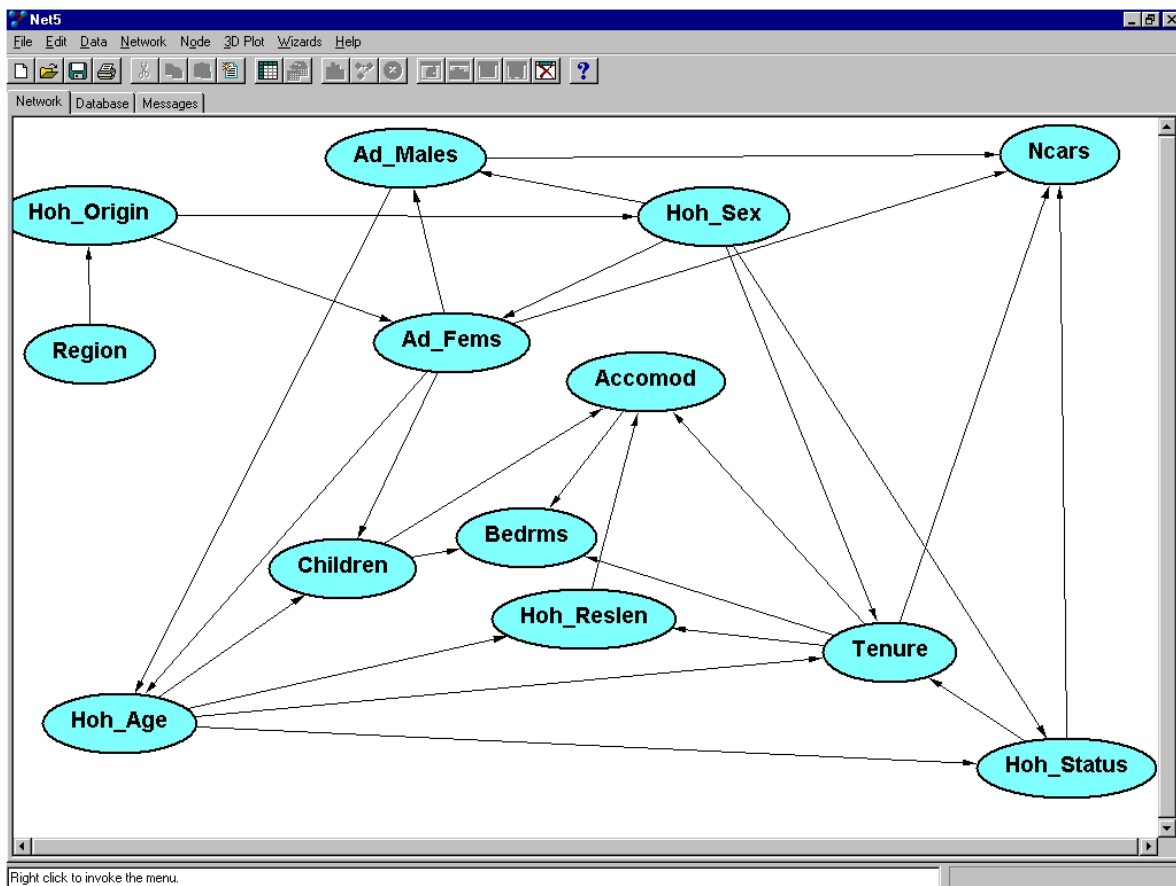 Net5
File Edit Data Network Node 3D Plot Wizards Help
?
Network Database Messages
Ad_Males
Ncars
Hoh_Origin
Hoh_Sex
Ad_Fems
Region
Accomod
Bedrms
Children
Hoh_Reslen
Tenure
Hoh_Age
Hoh_Status
Right click to invoke the menu.